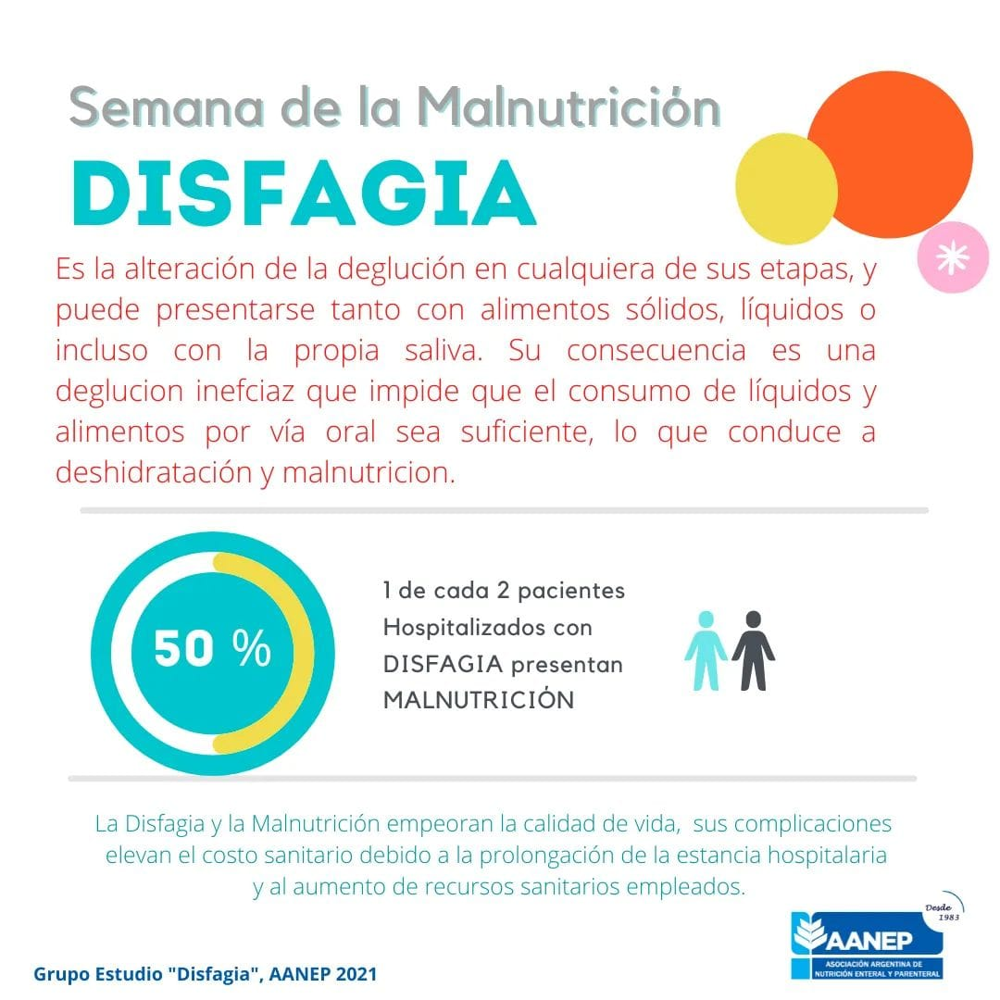 Semana de la Malnutrición
DISFAGIA
Es la alteración de la deglución en cualquiera de sus etapas, y
puede presentarse tanto con alimentos sólidos, líquidos o
incluso con la propia saliva. Su consecuencia es una
deglucion inefciaz que impide que el consumo de líquidos y
alimentos por vía oral sea suficiente, lo que conduce a
deshidratación y malnutricion.
50 %
1 de cada 2 pacientes
Hospitalizados con
DISFAGIA presentan
MALNUTRICIÓN
La Disfagia y la Malnutrición empeoran la calidad de vida, sus complicaciones
elevan el costo sanitario debido a la prolongación de la estancia hospitalaria
y al aumento de recursos sanitarios empleados.
Desde
1983
AANEP
ASOCIACIÓN ARGENTINA DE
NUTRICIÓN ENTERAL Y PARENTERAL
Grupo Estudio "Disfagia", AANEP 2021